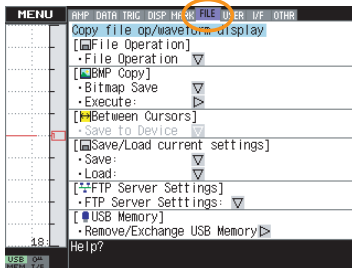 MENU AMP DATA TRIG DISP MARK FILE USER I/F OTHR
Copy file op/waveform display
[File Operation]
・File Operation ▽
[BMP Copy]
・Bitmap Save ▽
・Execute: ▷
[Between Cursors]
・Save to Device ▽
[Save/Load current settings]
・Save: ▽
・Load: ▽
[FTP Server Setttings]
・FTP Server Setttings: ▽
[USB Memory]
・Remove/Exchange USB Memory▷
18:
Help?
USB